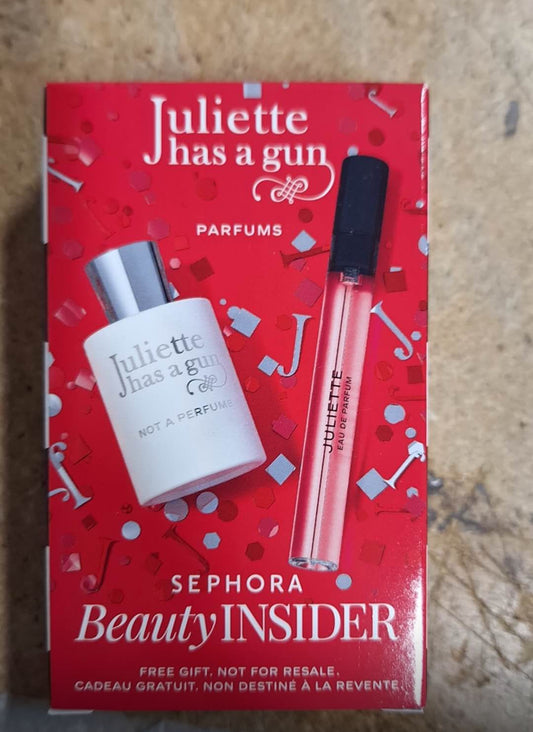 Juliette
has a gun
PARFUMS
Juliette
has a gun
NOT A PERFUME
JULIETTE
EAU DE PARFUM
SEPHORA
Beauty INSIDER
FREE GIFT. NOT FOR RESALE.
CADEAU GRATUIT. NON DESTINÉ À LA REVENTE.